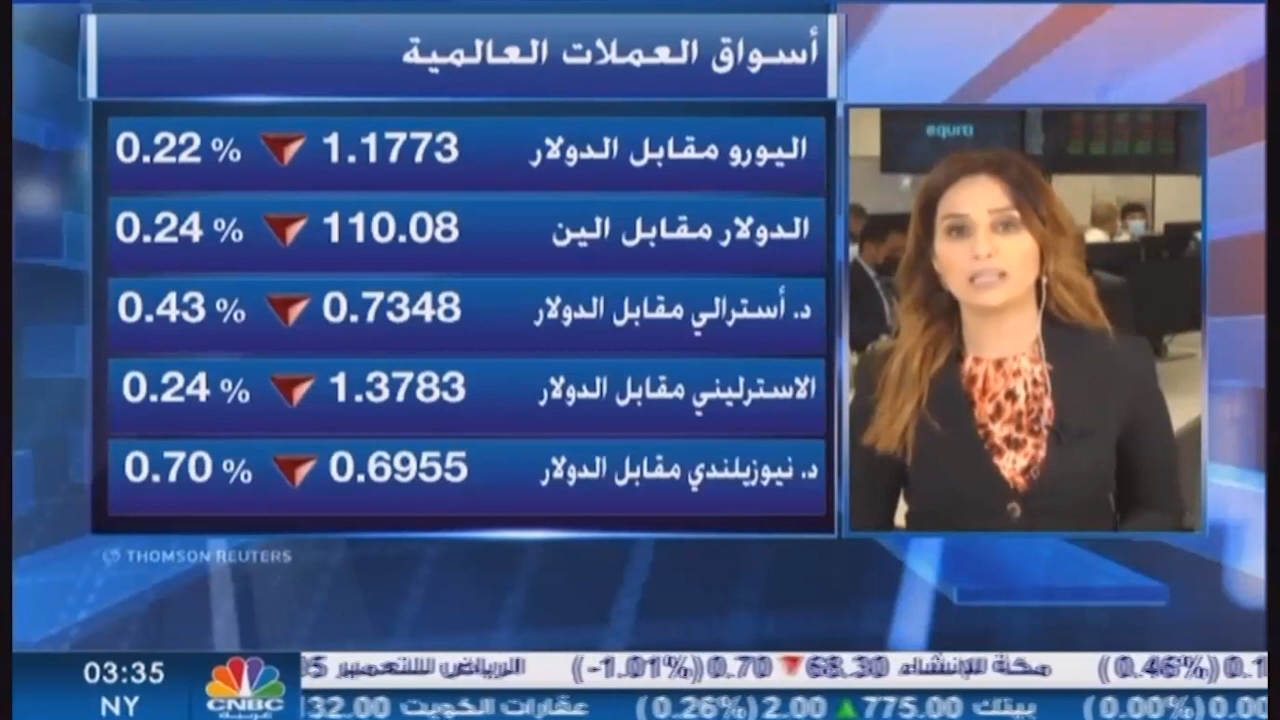 أسواق العملات العالمية
اليورو مقابل الدولار 1.1773 0.22 %
الدولار مقابل الين 110.08 0.24 %
د. أسترالي مقابل الدولار 0.7348 0.43 %
الاسترليني مقابل الدولار 1.3783 0.24 %
د. نيوزيلندي مقابل الدولار 0.6955 0.70 %
equiti
THOMSON REUTERS
03:35
NY
CNBC
عربية
(0.46%) مكة للإنشاء 68.30 0.70 (-1.01%) الرياض للتعمير
(0.00%) بيتك 775.00 2.00 (0.26%) عقارات الكويت